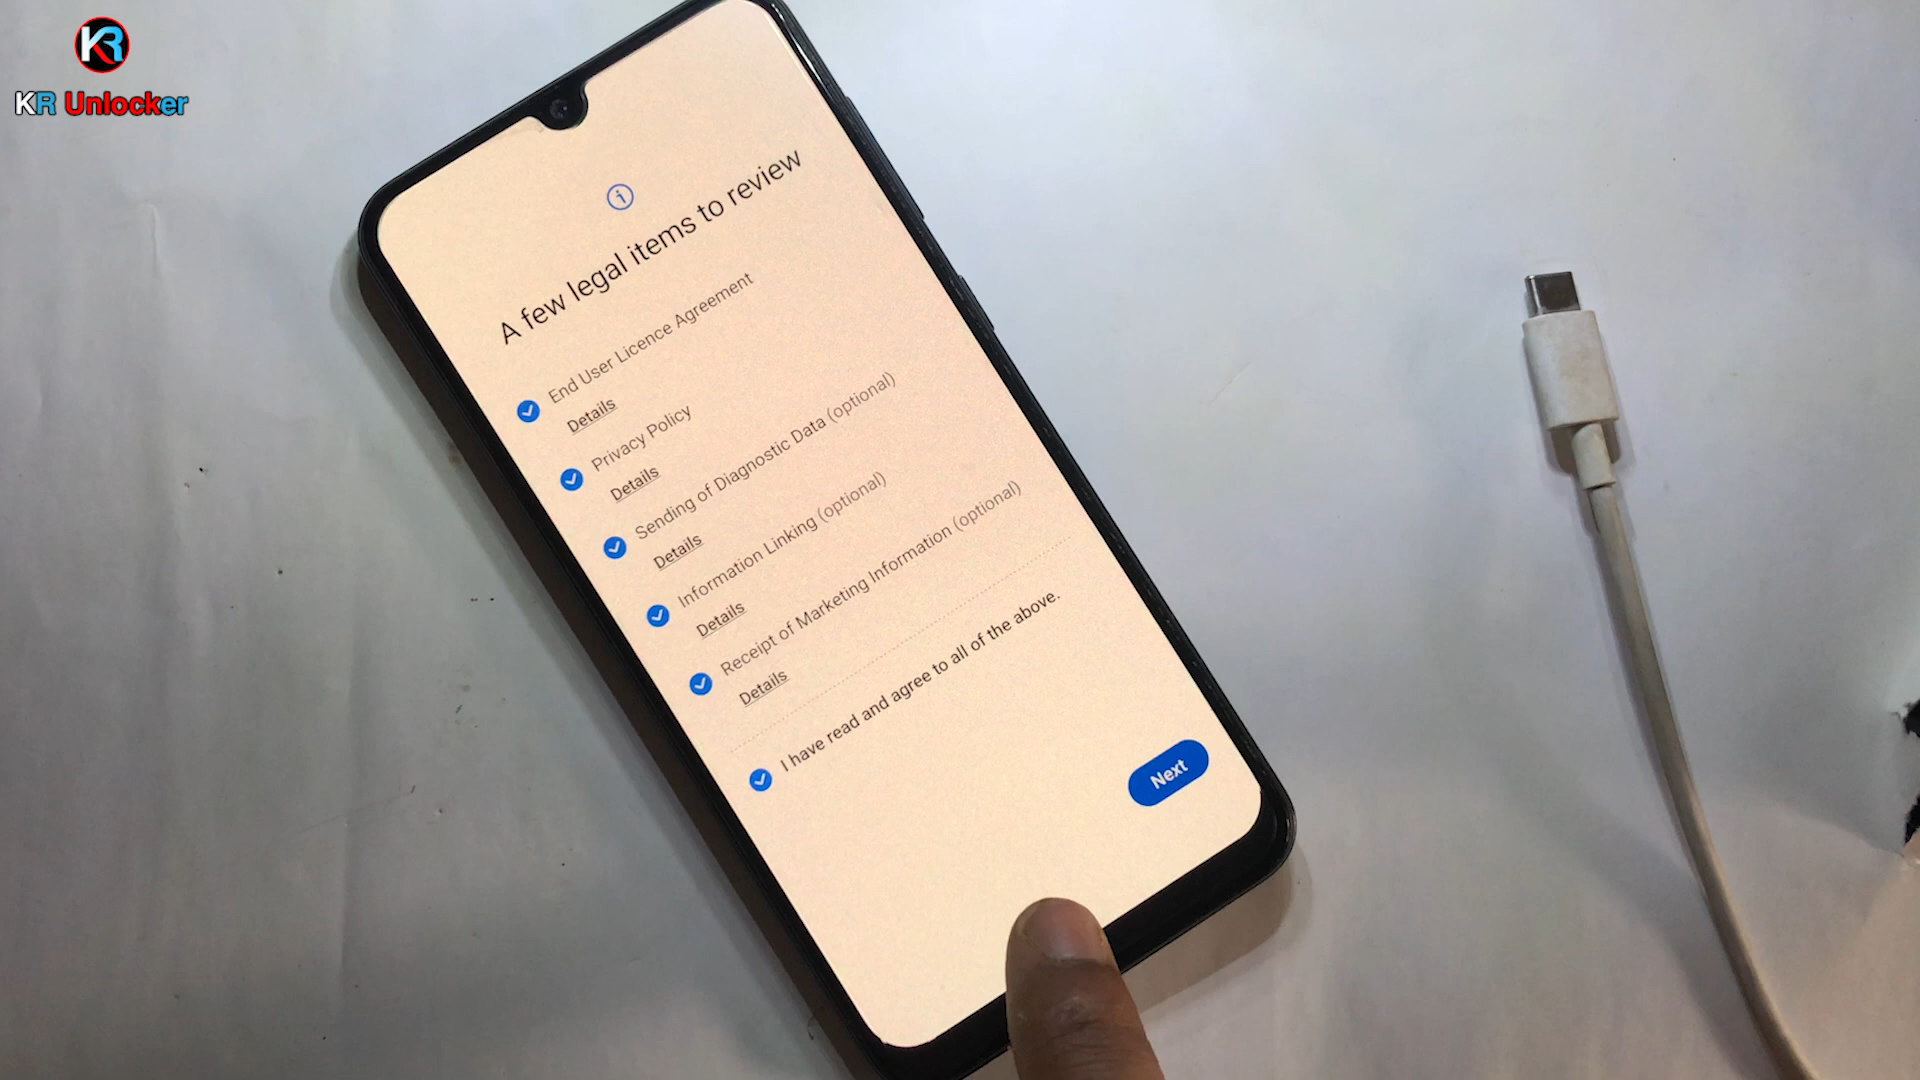 KR
KR Unlocker
A few legal items to review
End User Licence Agreement
Details
Privacy Policy
Details
Sending of Diagnostic Data (optional)
Details
Information Linking (optional)
Details
Receipt of Marketing Information (optional)
Details
I have read and agree to all of the above.
Next